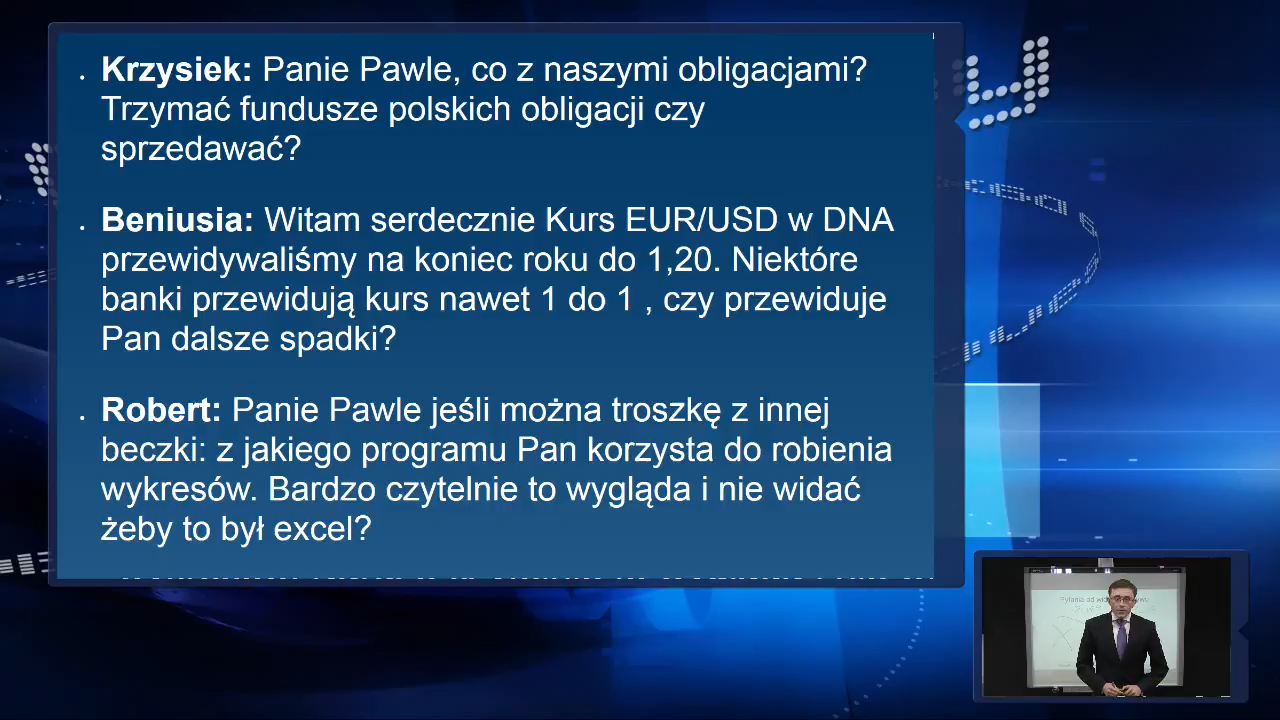 Krzysiek: Panie Pawle, co z naszymi obligacjami?
Trzymać fundusze polskich obligacji czy
sprzedawać?
Beniusia: Witam serdecznie Kurs EUR/USD w DNA
przewidywaliśmy na koniec roku do 1,20. Niektóre
banki przewidują kurs nawet 1 do 1 , czy przewiduje
Pan dalsze spadki?
Robert: Panie Pawle jeśli można troszkę z innej
beczki: z jakiego programu Pan korzysta do robienia
wykresów. Bardzo czytelnie to wygląda i nie widać
żeby to był excel?
Pytania od